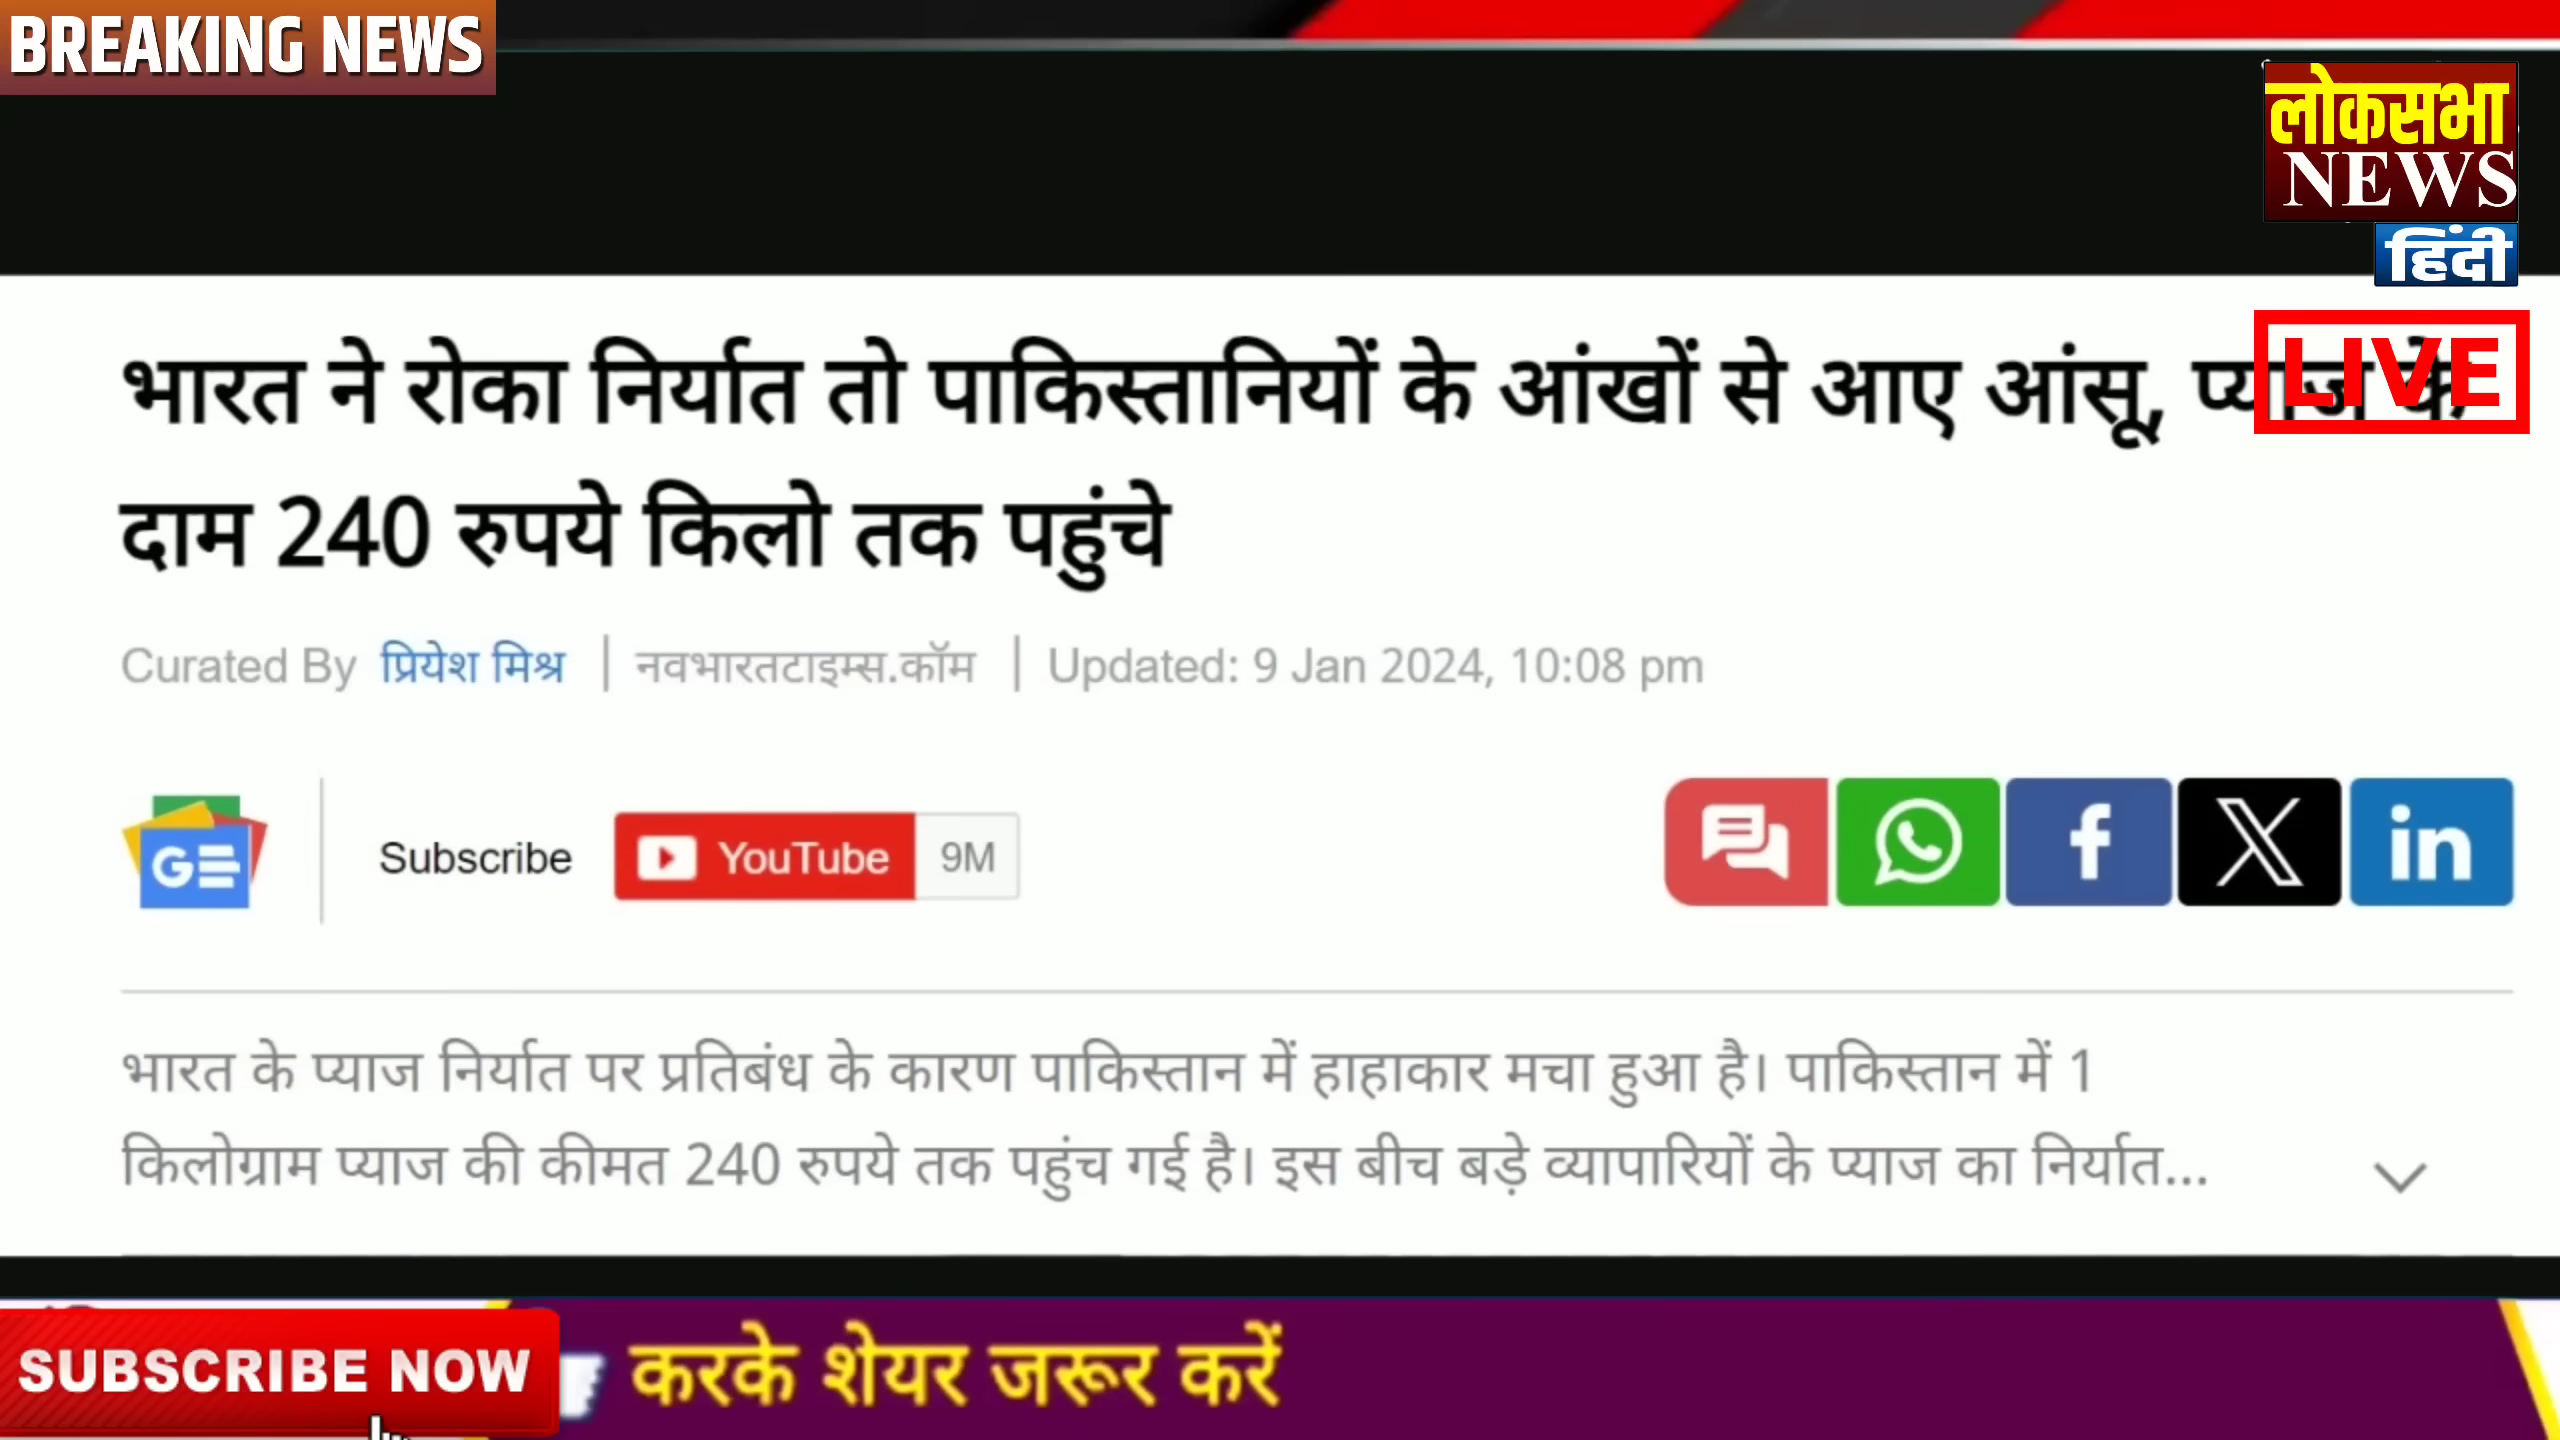 BREAKING NEWS
लोकसभा
NEWS
हिंदी
LIVE
भारत ने रोका निर्यात तो पाकिस्तानियों के आंखों से आए आंसू, प्याज के
दाम 240 रुपये किलो तक पहुंचे
Curated By प्रियेश मिश्र | नवभारतटाइम्स.कॉम | Updated: 9 Jan 2024, 10:08 pm
G
Subscribe YouTube 9M
f X in
भारत के प्याज निर्यात पर प्रतिबंध के कारण पाकिस्तान में हाहाकार मचा हुआ है। पाकिस्तान में 1
किलोग्राम प्याज की कीमत 240 रुपये तक पहुंच गई है। इस बीच बड़े व्यापारियों के प्याज का निर्यात...
SUBSCRIBE NOW
करके शेयर जरूर करें